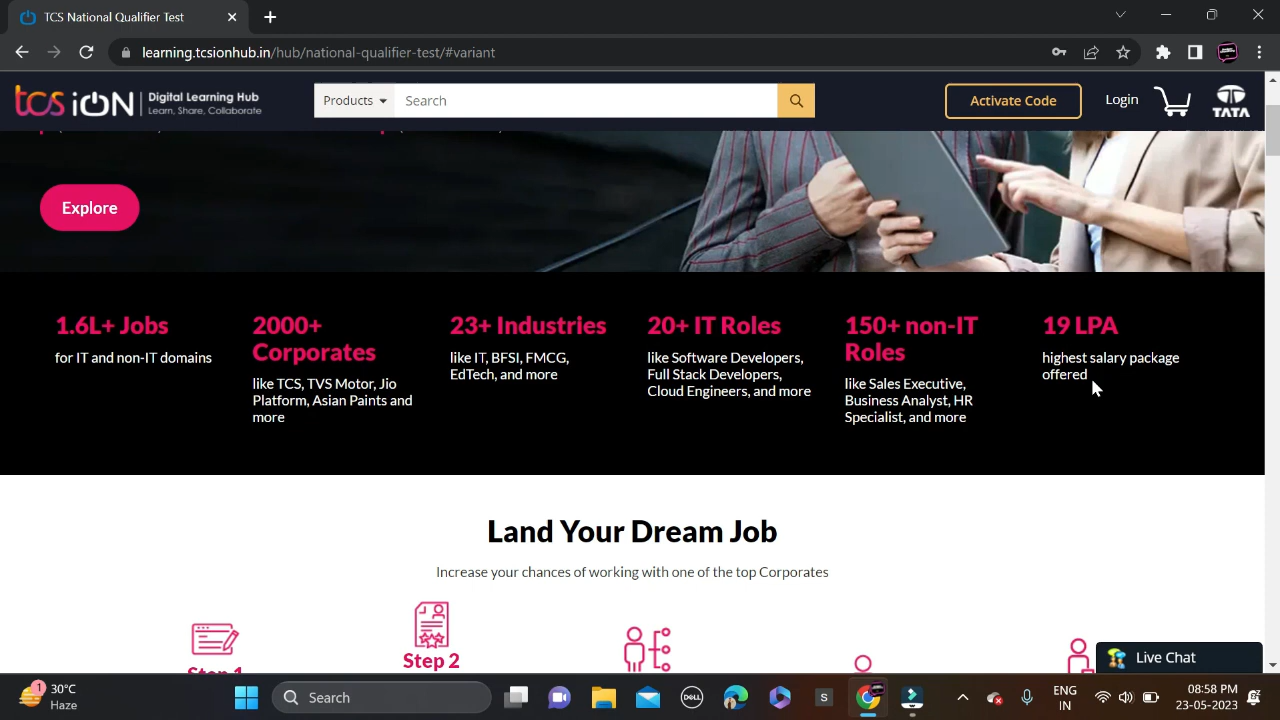 TCS National Qualifier Test
learning.tcsionhub.in/hub/national-qualifier-test/#variant
tcs iON
Digital Learning Hub
Learn, Share, Collaborate
Products
Search
Activate Code
Login
TATA
Explore
1.6L+ Jobs
for IT and non-IT domains
2000+
Corporates
like TCS, TVS Motor, Jio
Platform, Asian Paints and
more
23+ Industries
like IT, BFSI, FMCG,
EdTech, and more
20+ IT Roles
like Software Developers,
Full Stack Developers,
Cloud Engineers, and more
150+ non-IT
Roles
like Sales Executive,
Business Analyst, HR
Specialist, and more
19 LPA
highest salary package
offered
Land Your Dream Job
Increase your chances of working with one of the top Corporates
Step 1
Step 2
Live Chat
1
30°C
Haze
Search
DELL
S
ENG
IN
08:58 PM
23-05-2023